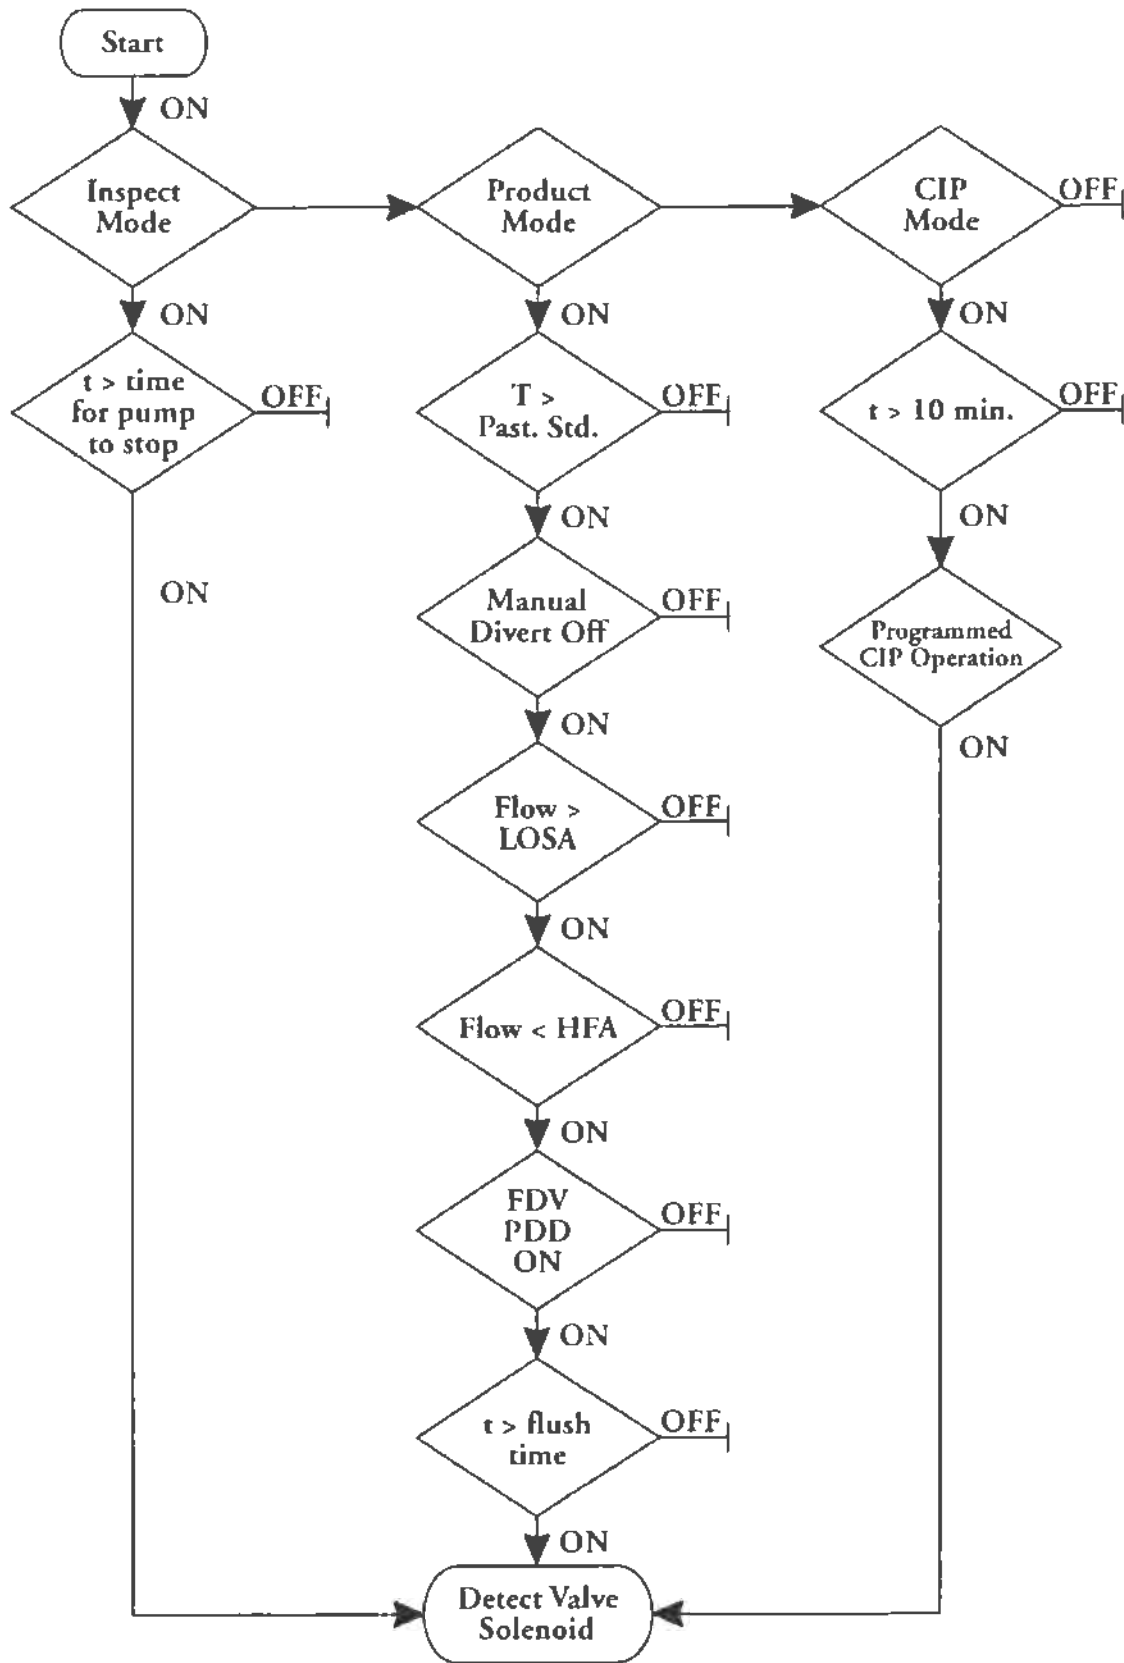 Start
ON
Inspect
Mode
Product
Mode
CIP
Mode
OFF
ON
ON
ON
t > time
for pump
to stop
OFF
T >
Past. Std.
OFF
t > 10 min.
OFF
ON
ON
ON
Manual
Divert Off
OFF
Programmed
CIP Operation
ON
ON
Flow >
LOSA
OFF
ON
Flow < HFA
OFF
ON
FDV
PDD
ON
OFF
ON
t > flush
time
OFF
ON
Detect Valve
Solenoid